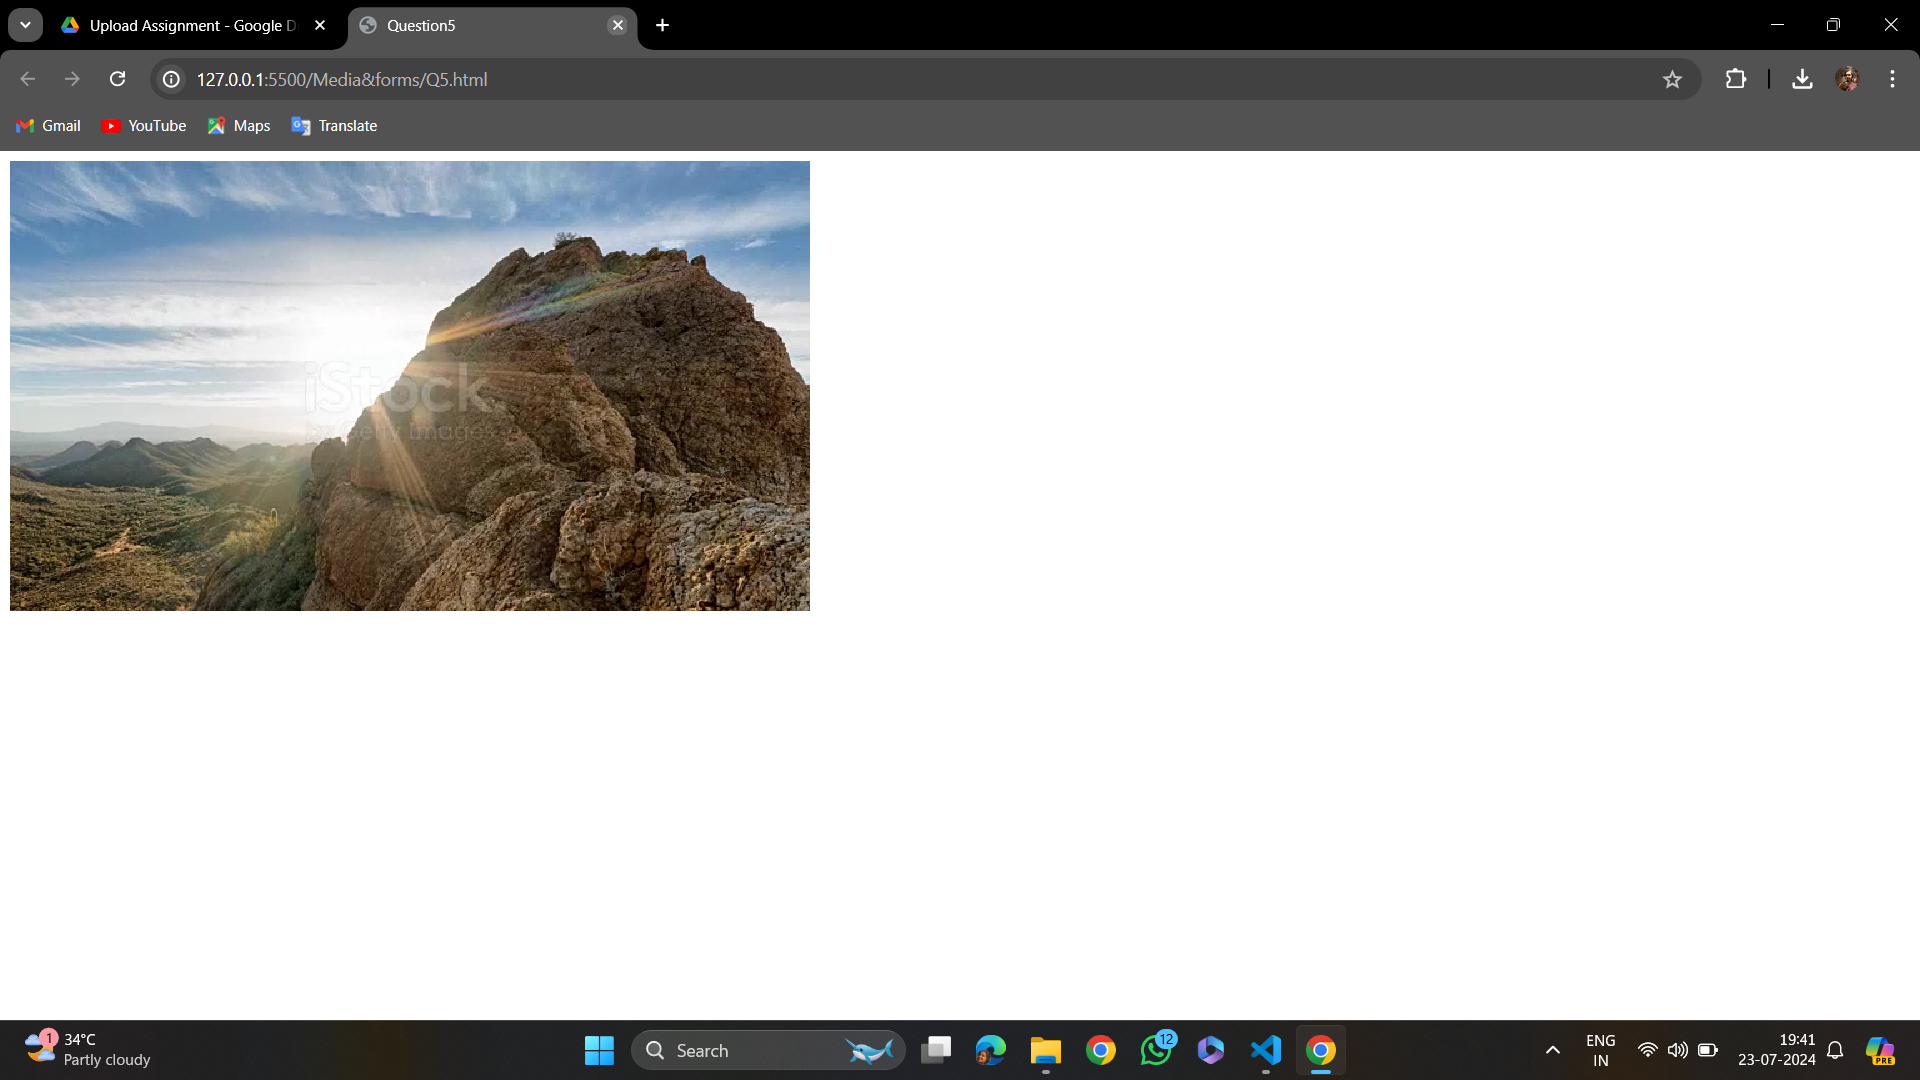 Upload Assignment - Google D
Question5
127.0.0.1:5500/Media&forms/Q5.html
Gmail
YouTube
Maps
Translate
iStock
by Getty Images
1
34°C
Partly cloudy
Search
12
ENG
IN
19:41
23-07-2024
PRE